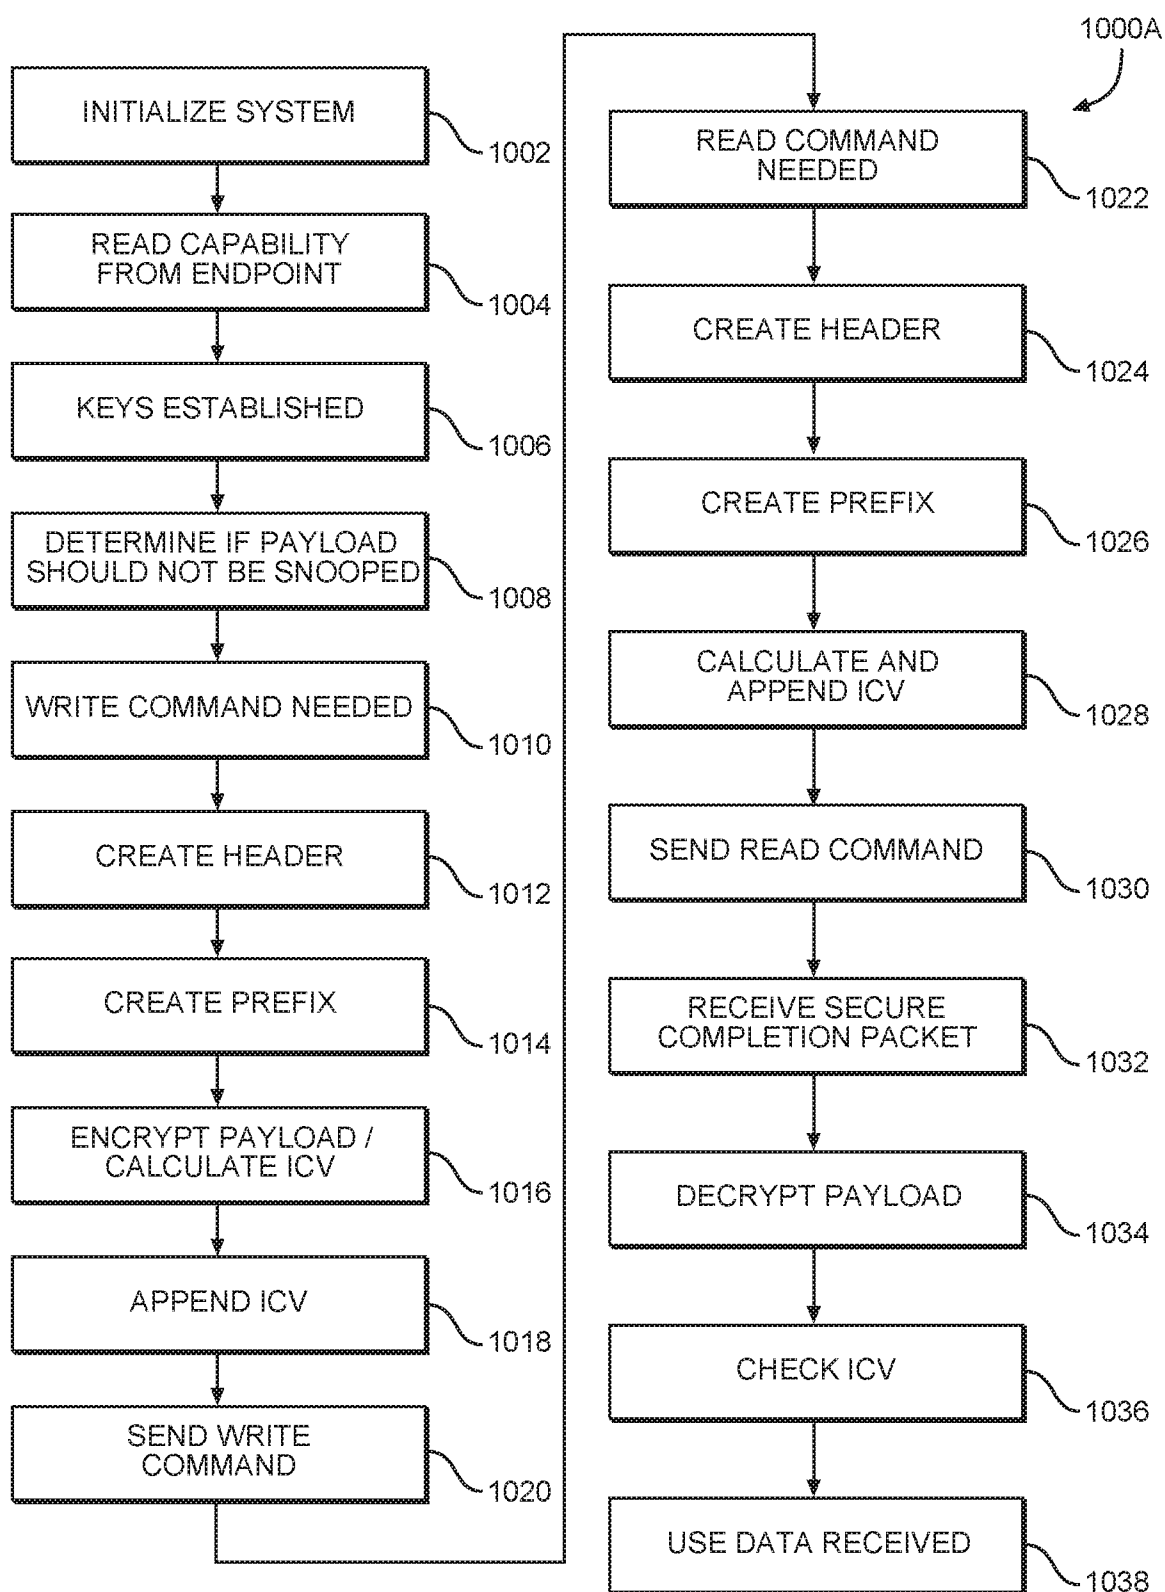 INITIALIZE SYSTEM
1002
READ CAPABILITY
FROM ENDPOINT
1004
KEYS ESTABLISHED
1006
DETERMINE IF PAYLOAD
SHOULD NOT BE SNOOPED
1008
WRITE COMMAND NEEDED
1010
CREATE HEADER
1012
CREATE PREFIX
1014
ENCRYPT PAYLOAD /
CALCULATE ICV
1016
APPEND ICV
1018
SEND WRITE
COMMAND
1020
1000A
READ COMMAND
NEEDED
1022
CREATE HEADER
1024
CREATE PREFIX
1026
CALCULATE AND
APPEND ICV
1028
SEND READ COMMAND
1030
RECEIVE SECURE
COMPLETION PACKET
1032
DECRYPT PAYLOAD
1034
CHECK ICV
1036
USE DATA RECEIVED
1038